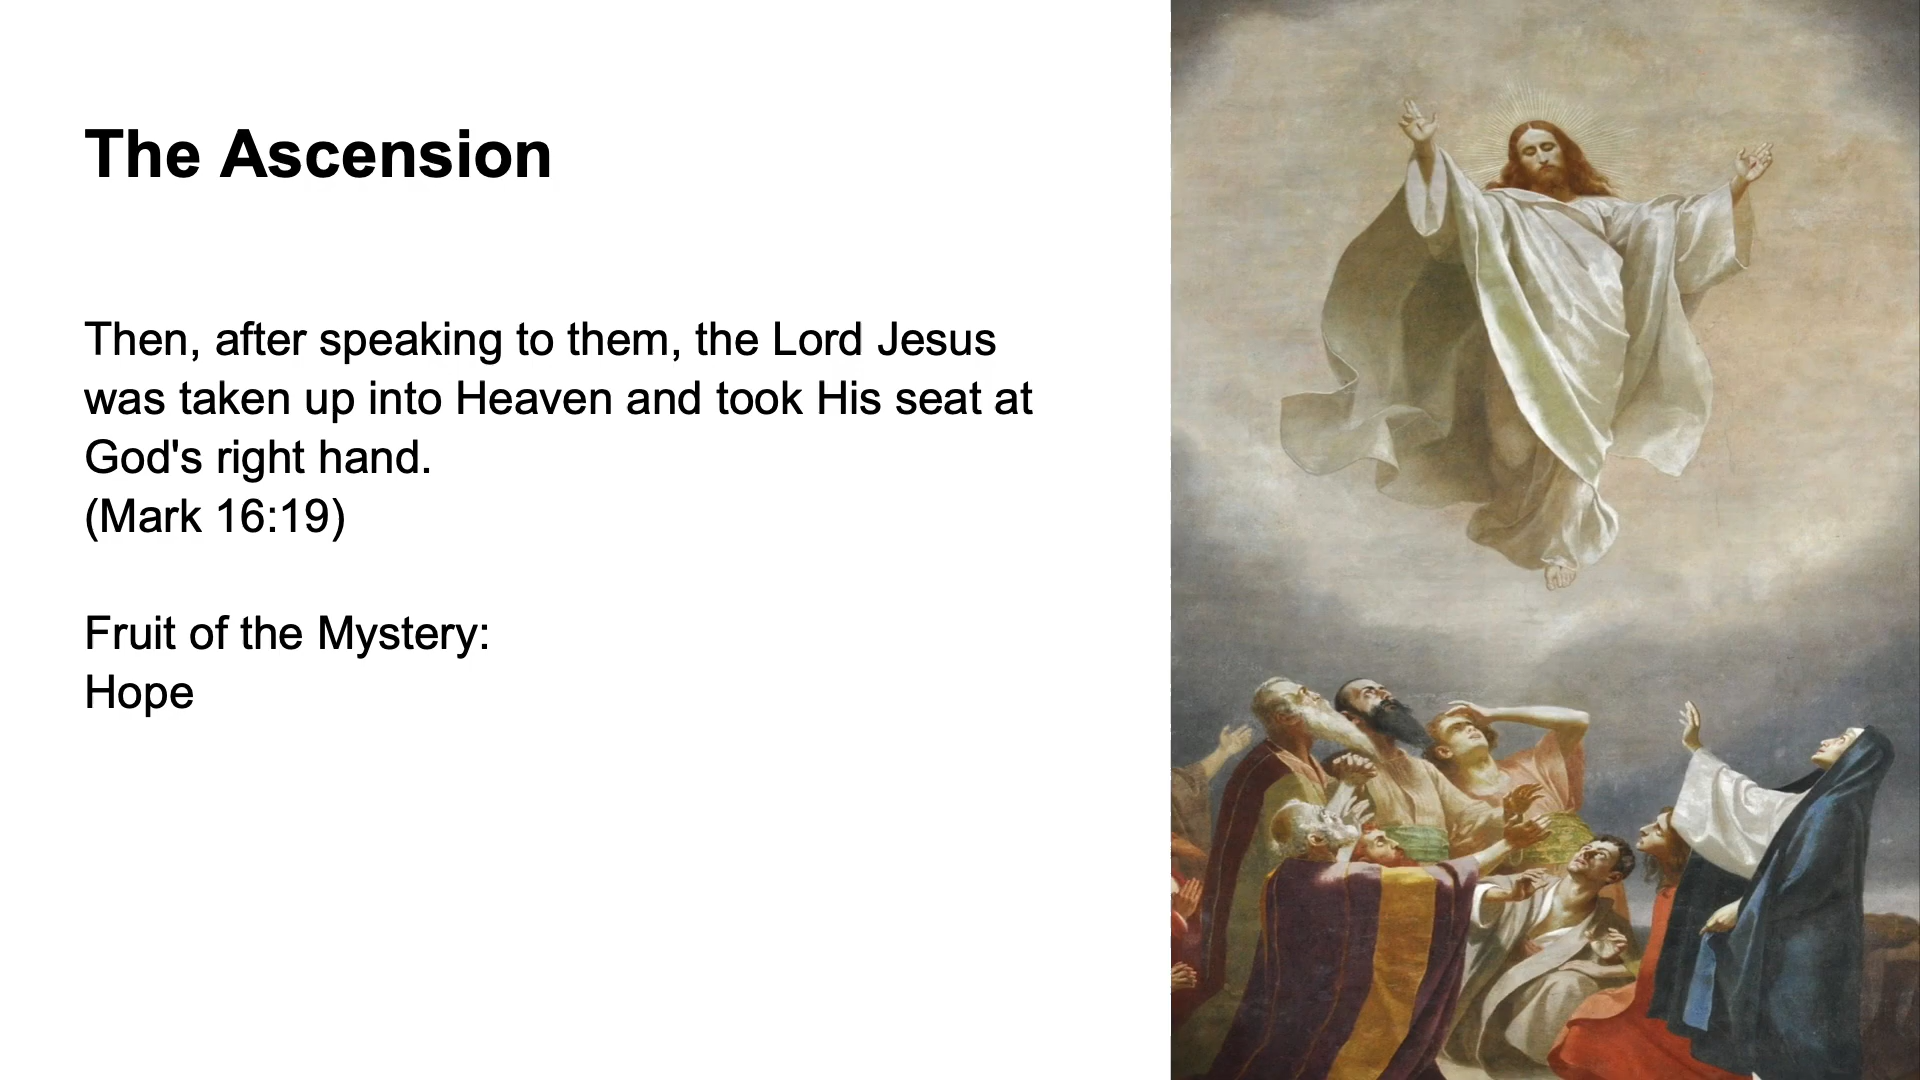 The Ascension
Then, after speaking to them, the Lord Jesus
was taken up into Heaven and took His seat at
God's right hand.
(Mark 16:19)
Fruit of the Mystery:
Hope